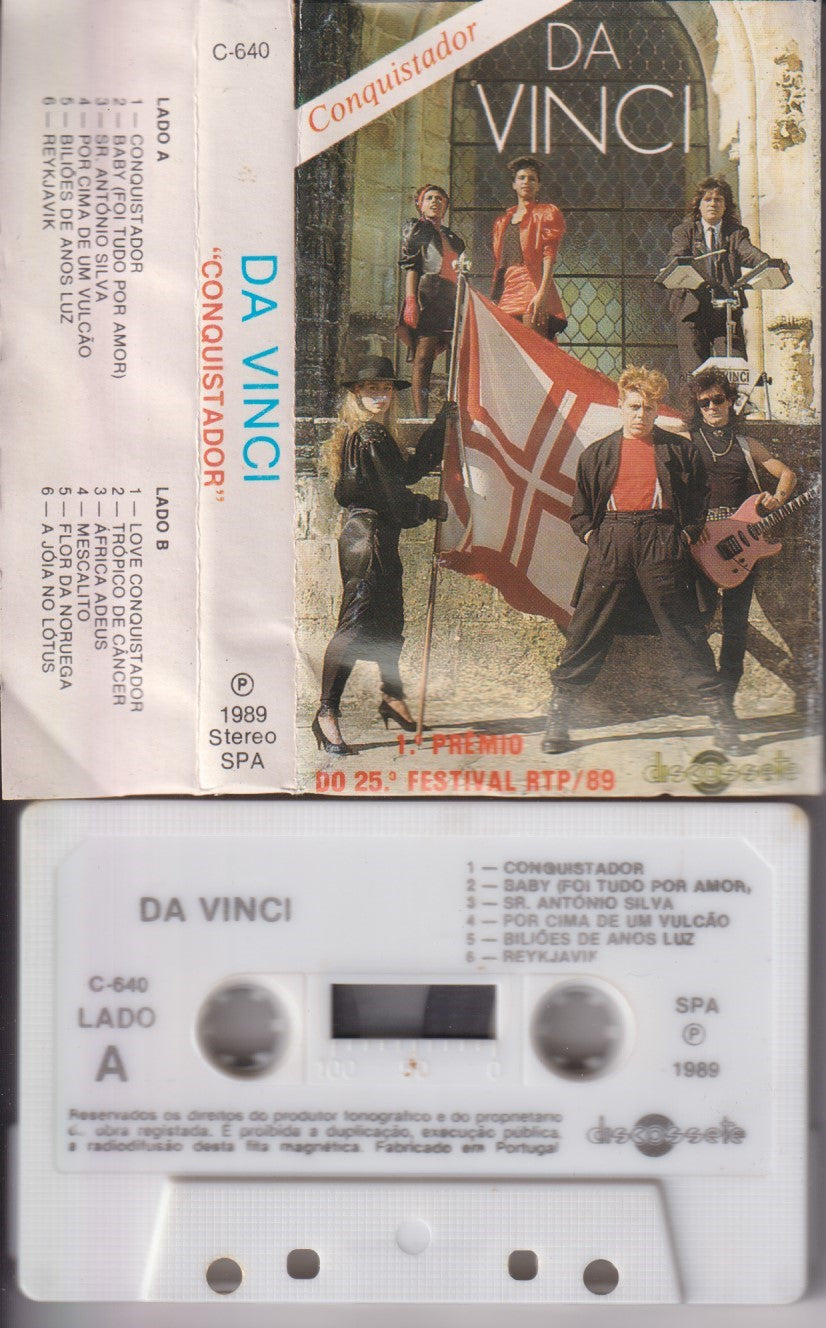 C-640
LADO A
1 — CONQUISTADOR
2 — BABY (FOI TUDO POR AMOR)
3 — SR. ANTÓNIO SILVA
4 — POR CIMA DE UM VULCÃO
5 — BILIÕES DE ANOS LUZ
6 — REYKJAVIK
LADO B
1 — LOVE CONQUISTADOR
2 — TRÓPICO DE CÂNCER
3 — ÁFRICA ADEUS
4 — MESCALITO
5 — FLOR DA NORUEGA
6 — A JÓIA NO LÓTUS
DA VINCI
"CONQUISTADOR"
℗
1989
Stereo
SPA
Conquistador
DA
VINCI
VINCI
1.º PRÉMIO
DO 25.º FESTIVAL RTP/89
discossete
DA VINCI
1 — CONQUISTADOR
2 — BABY (FOI TUDO POR AMOR,
3 — SR. ANTÓNIO SILVA
4 — POR CIMA DE UM VULCÃO
5 — BILIÕES DE ANOS LUZ
6 — REYKJAVIK
C-640
LADO
A
100 50 0
SPA
℗
1989
Reservados os direitos do produtor fonográfico e do proprietário
obra registada. É proibida a duplicação, execução pública
a radiodifusão desta fita magnética. Fabricado em Portugal
discossete